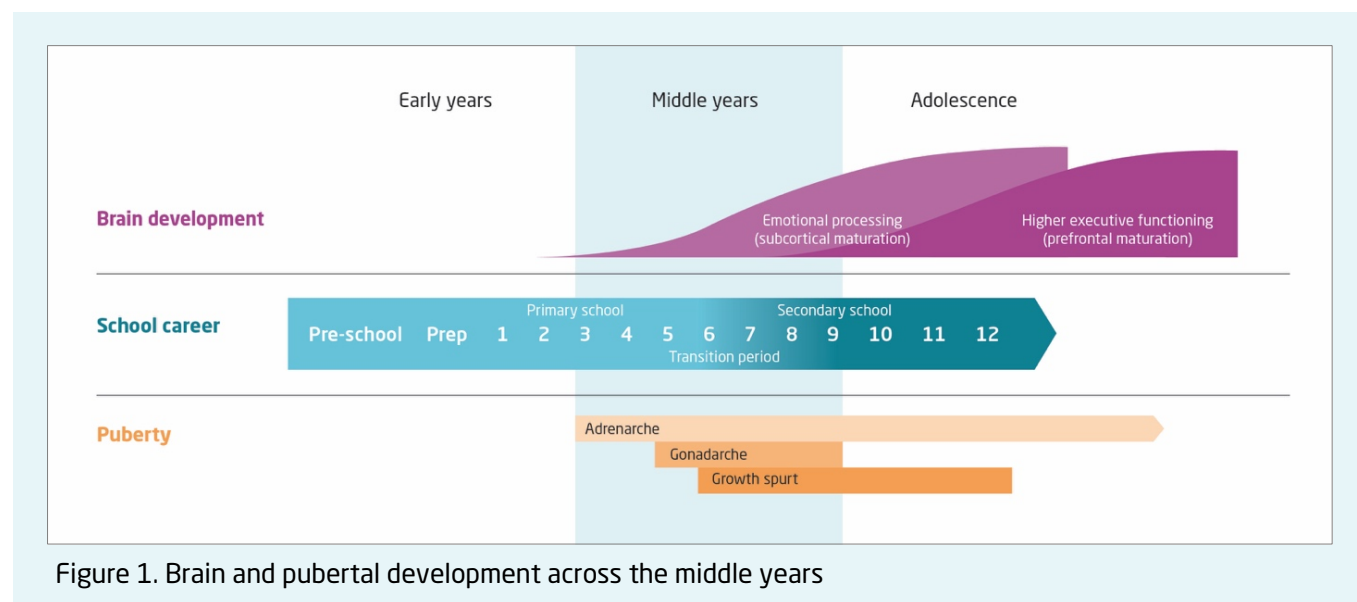 Early years Middle years Adolescence
Brain development
Emotional processing
(subcortical maturation)
Higher executive functioning
(prefrontal maturation)
School career
Primary school Secondary school
Pre-school Prep 1 2 3 4 5 6 7 8 9 10 11 12
Transition period
Puberty
Adrenarche
Gonadarche
Growth spurt
Figure 1. Brain and pubertal development across the middle years